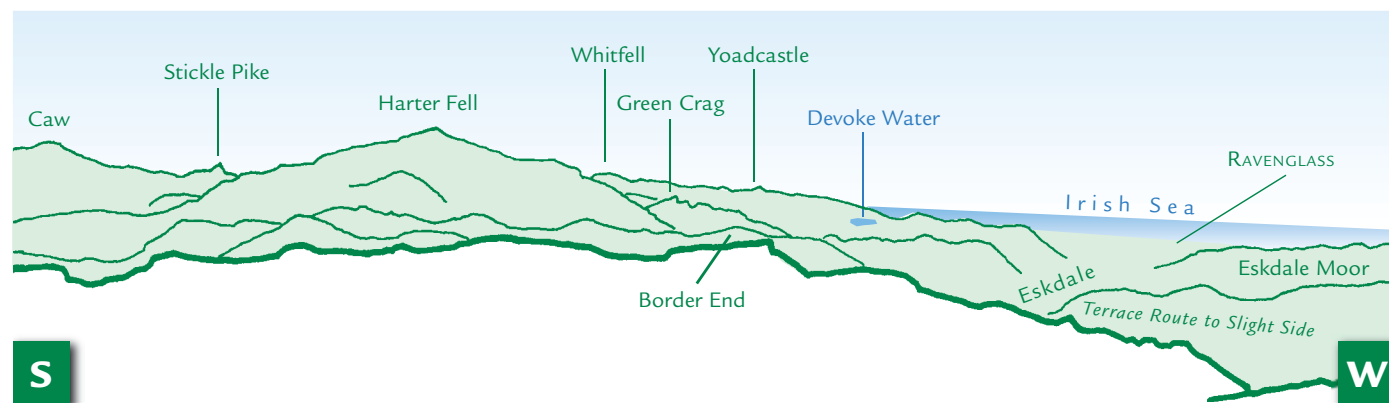 Whitfell
Yoadcastle
Stickle Pike
Harter Fell
Green Crag
Caw
Devoke Water
Ravenglass
Irish Sea
Eskdale Moor
Eskdale
Border End
Terrace Route to Slight Side
S
W